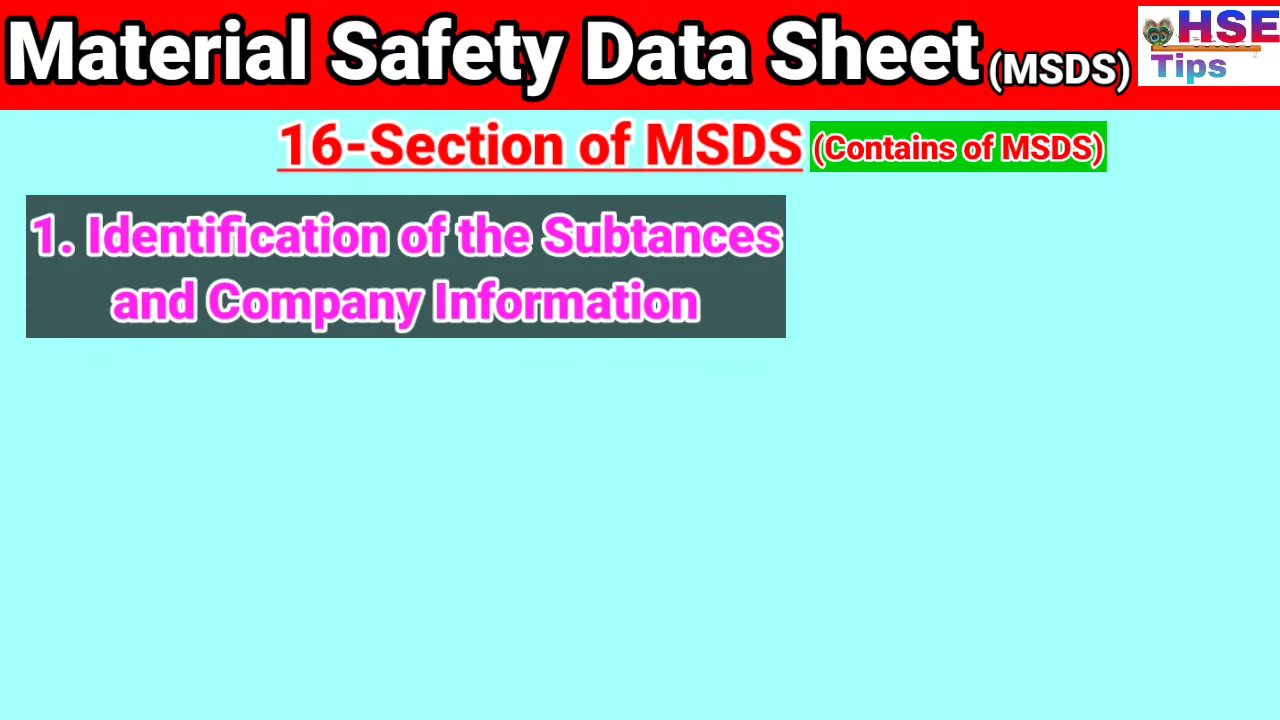 Material Safety Data Sheet (MSDS)
HSE
Tips
16-Section of MSDS (Contains of MSDS)
1. Identification of the Subtances
and Company Information